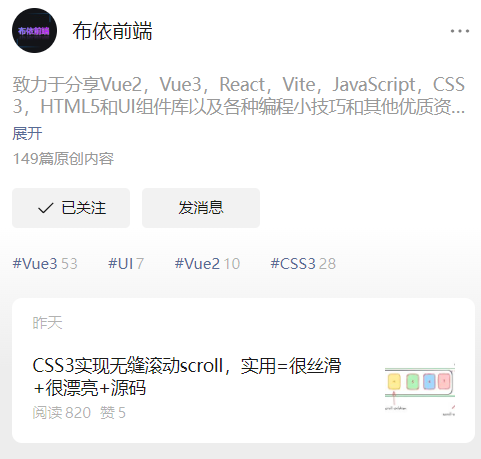 布依前端
布依前端
致力于分享Vue2，Vue3，React，Vite，JavaScript，CSS
3，HTML5和UI组件库以及各种编程小技巧和其他优质资...
展开
149篇原创内容
已关注
发消息
#Vue3 53
#UI 7
#Vue2 10
#CSS3 28
昨天
CSS3实现无缝滚动scroll，实用=很丝滑
+很漂亮+源码
阅读 820 赞 5